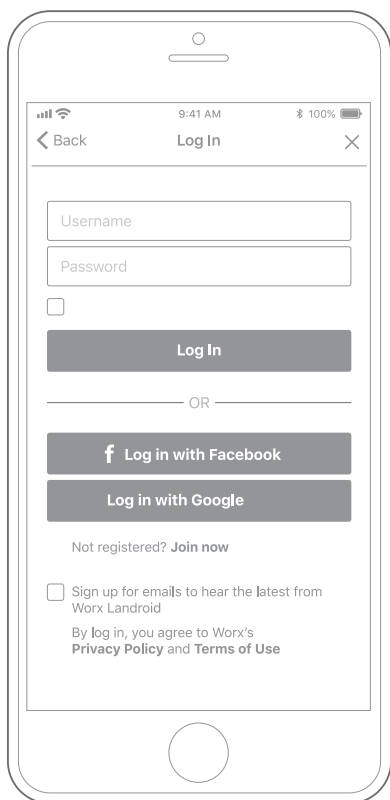 9:41 AM 100%
Back Log In
Username
Password
Log In
OR
f Log in with Facebook
Log in with Google
Not registered? Join now
Sign up for emails to hear the latest from
Worx Landroid
By log in, you agree to Worx's
Privacy Policy and Terms of Use